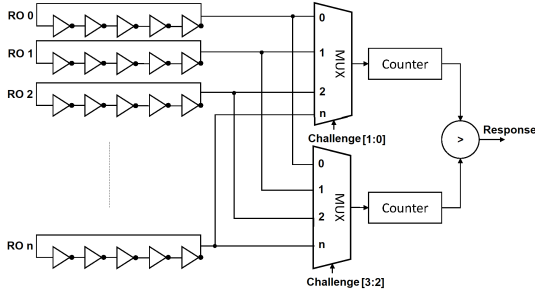 RO 0
0
RO 1
1
MUX
Counter
RO 2
2
n
Challenge[1:0]
>
Response
0
1
MUX
Counter
2
RO n
n
Challenge[3:2]